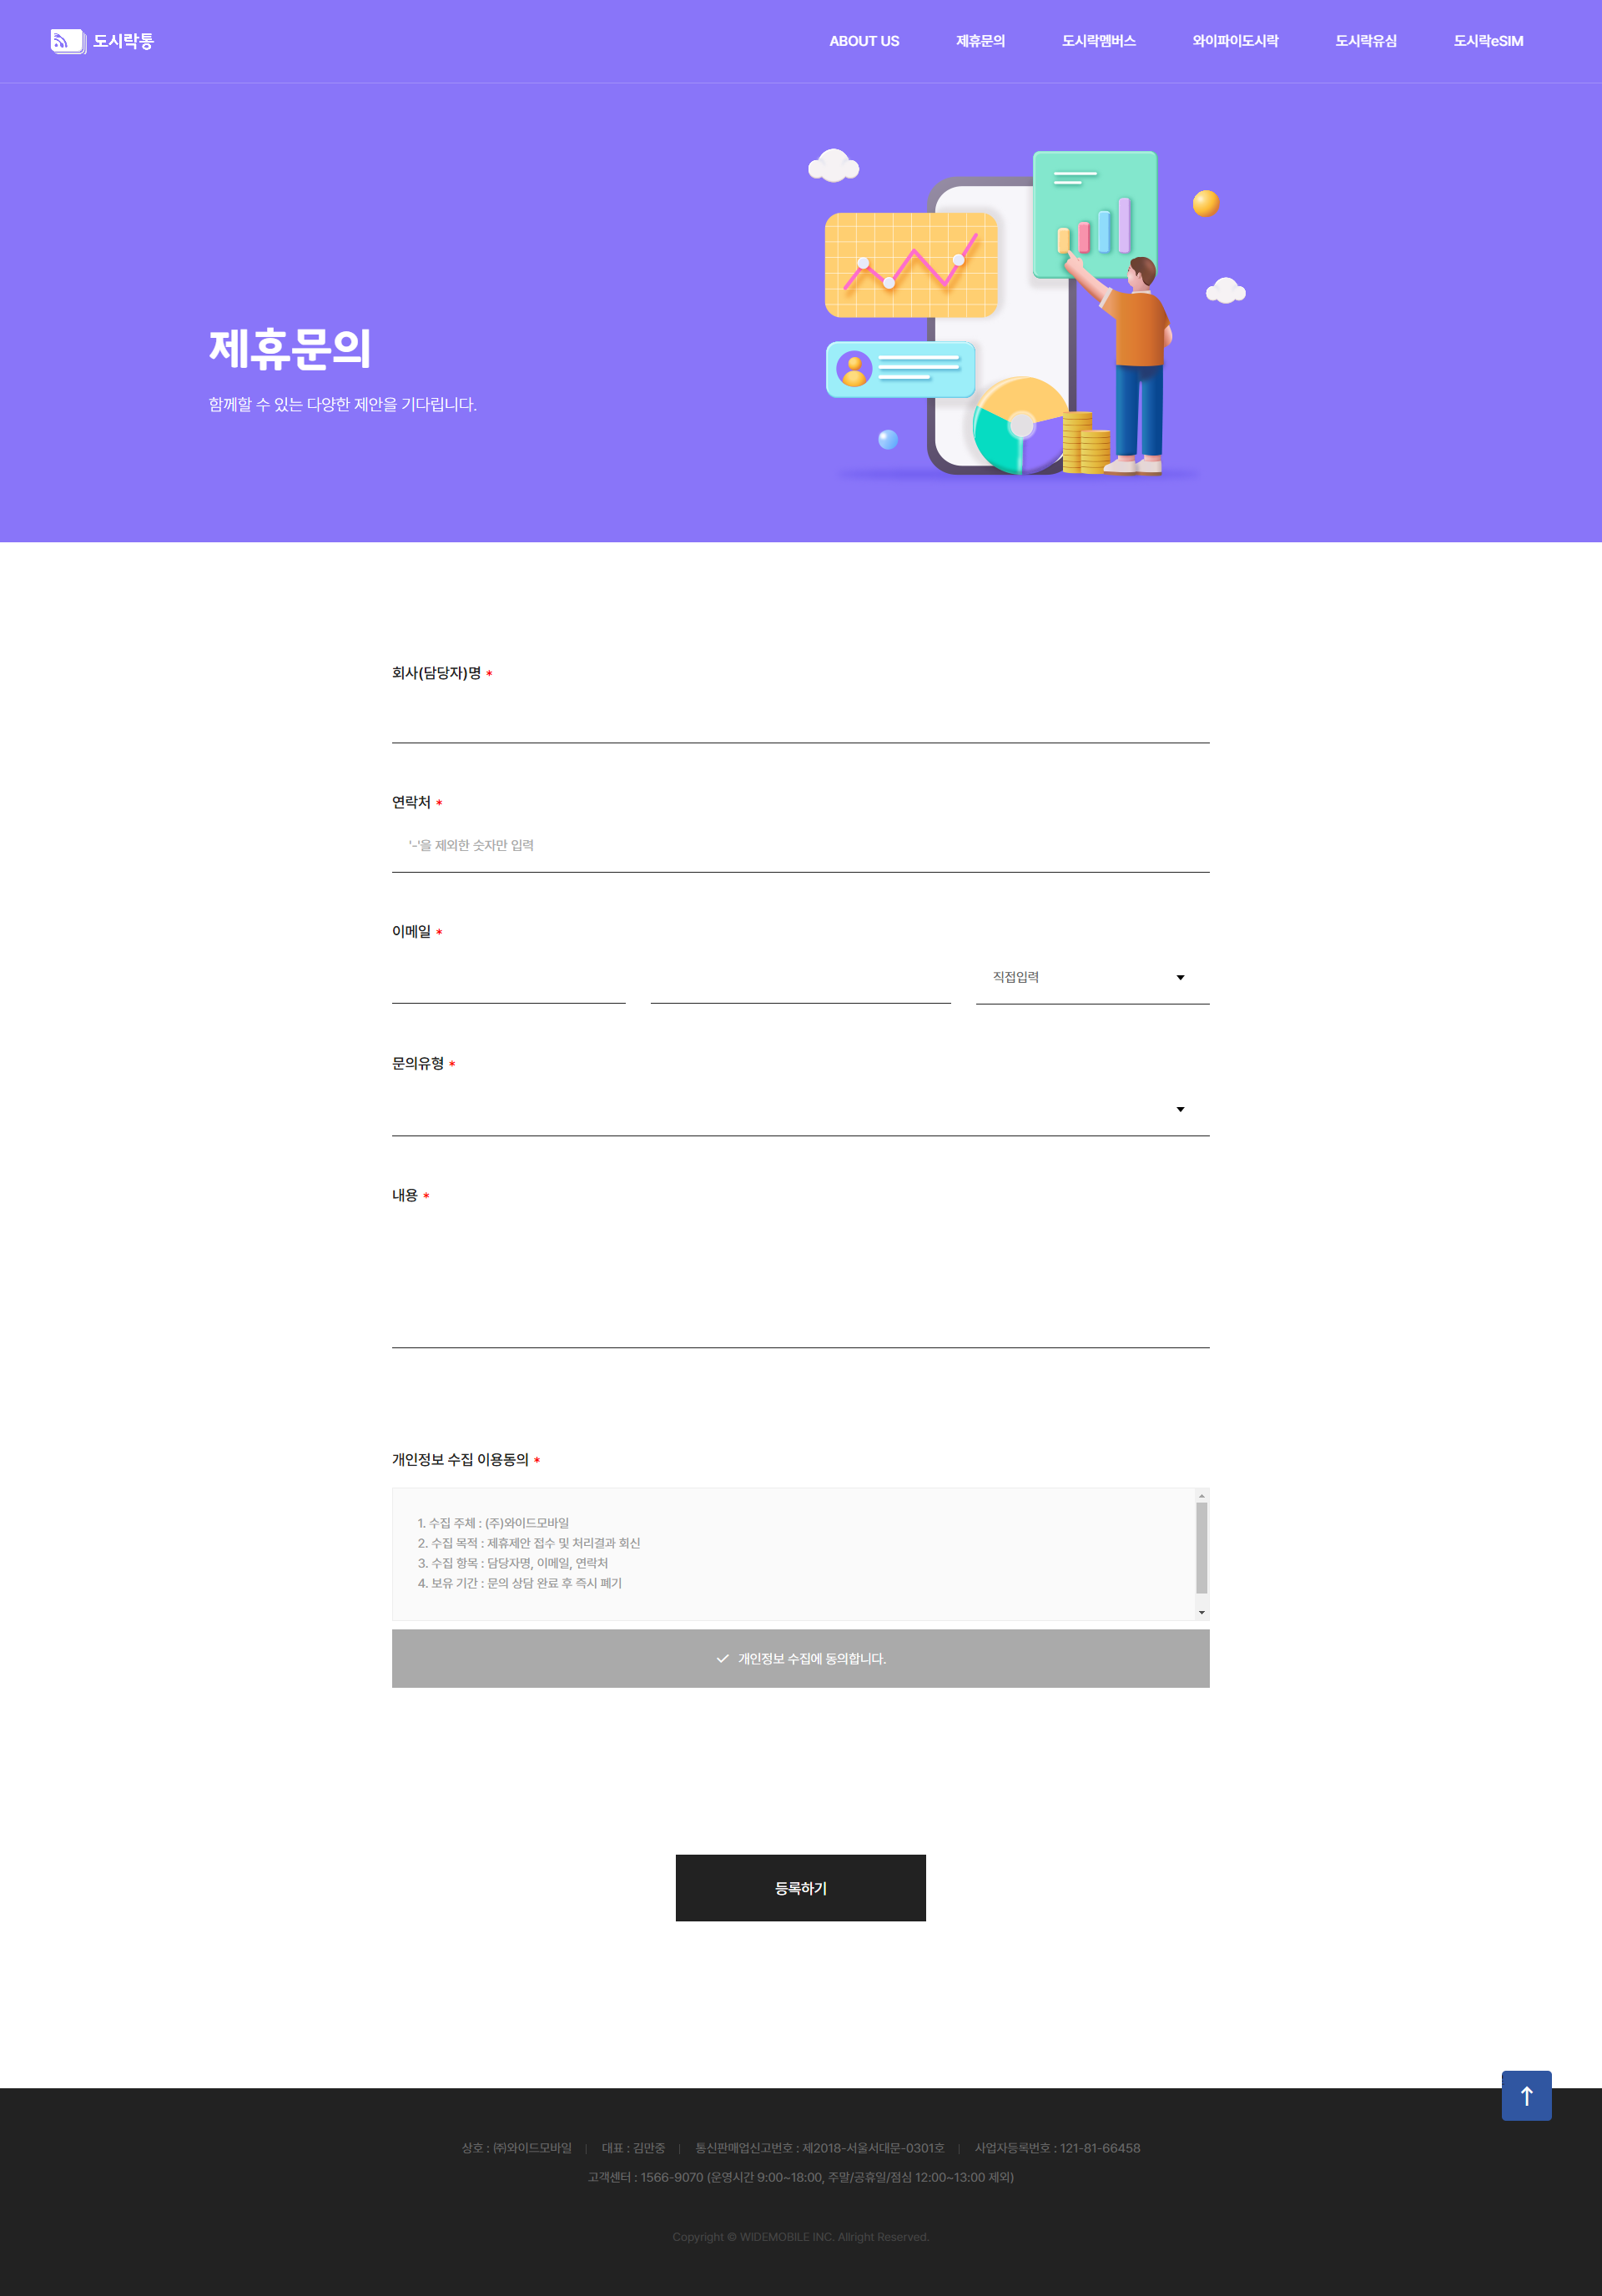 도시락통
ABOUT US 제휴문의 도시락멤버스 와이파이도시락 도시락유심 도시락eSIM
제휴문의
함께할 수 있는 다양한 제안을 기다립니다.
회사(담당자)명 *
연락처 *
'-'을 제외한 숫자만 입력
이메일 *
직접입력
문의유형 *
내용 *
개인정보 수집 이용동의 *
1. 수집 주체 : (주)와이드모바일
2. 수집 목적 : 제휴제안 접수 및 처리결과 회신
3. 수집 항목 : 담당자명, 이메일, 연락처
4. 보유 기간 : 문의 상담 완료 후 즉시 폐기
개인정보 수집에 동의합니다.
등록하기
상호 : ㈜와이드모바일 | 대표 : 김만중 | 통신판매업신고번호 : 제2018-서울서대문-0301호 | 사업자등록번호 : 121-81-66458
고객센터 : 1566-9070 (운영시간 9:00~18:00, 주말/공휴일/점심 12:00~13:00 제외)
Copyright © WIDEMOBILE INC. Allright Reserved.